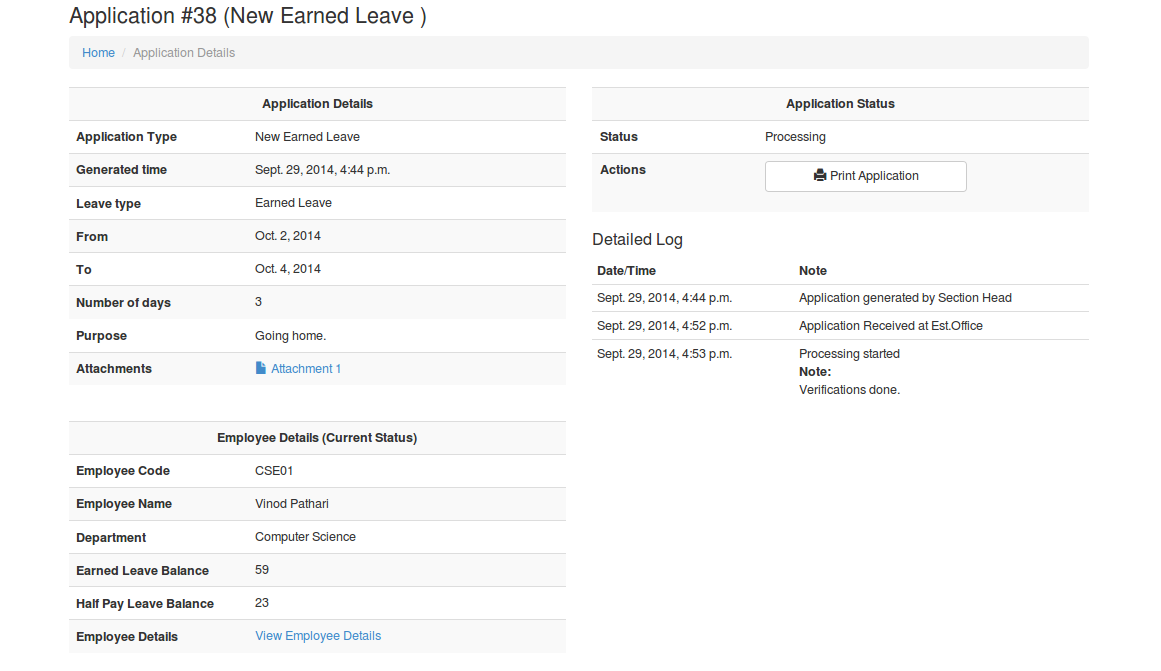 Application #38 (New Earned Leave )
Home / Application Details
Application Details
Application Type New Earned Leave
Generated time Sept. 29, 2014, 4:44 p.m.
Leave type Earned Leave
From Oct. 2, 2014
To Oct. 4, 2014
Number of days 3
Purpose Going home.
Attachments Attachment 1
Employee Details (Current Status)
Employee Code CSE01
Employee Name Vinod Pathari
Department Computer Science
Earned Leave Balance 59
Half Pay Leave Balance 23
Employee Details View Employee Details
Application Status
Status Processing
Actions Print Application
Detailed Log
Date/Time Note
Sept. 29, 2014, 4:44 p.m. Application generated by Section Head
Sept. 29, 2014, 4:52 p.m. Application Received at Est.Office
Sept. 29, 2014, 4:53 p.m. Processing started
Note:
Verifications done.